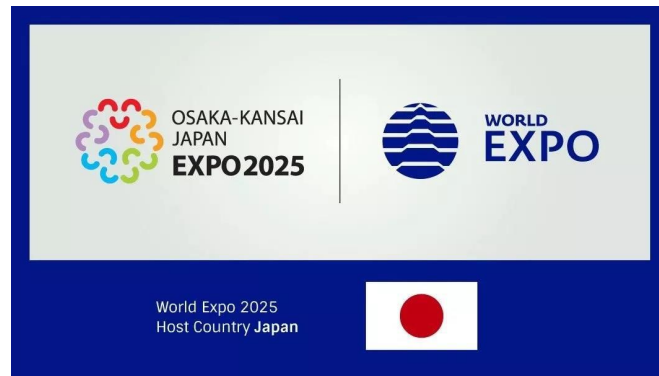 OSAKA-KANSAI
JAPAN
EXPO2025
WORLD
EXPO
World Expo 2025
Host Country Japan